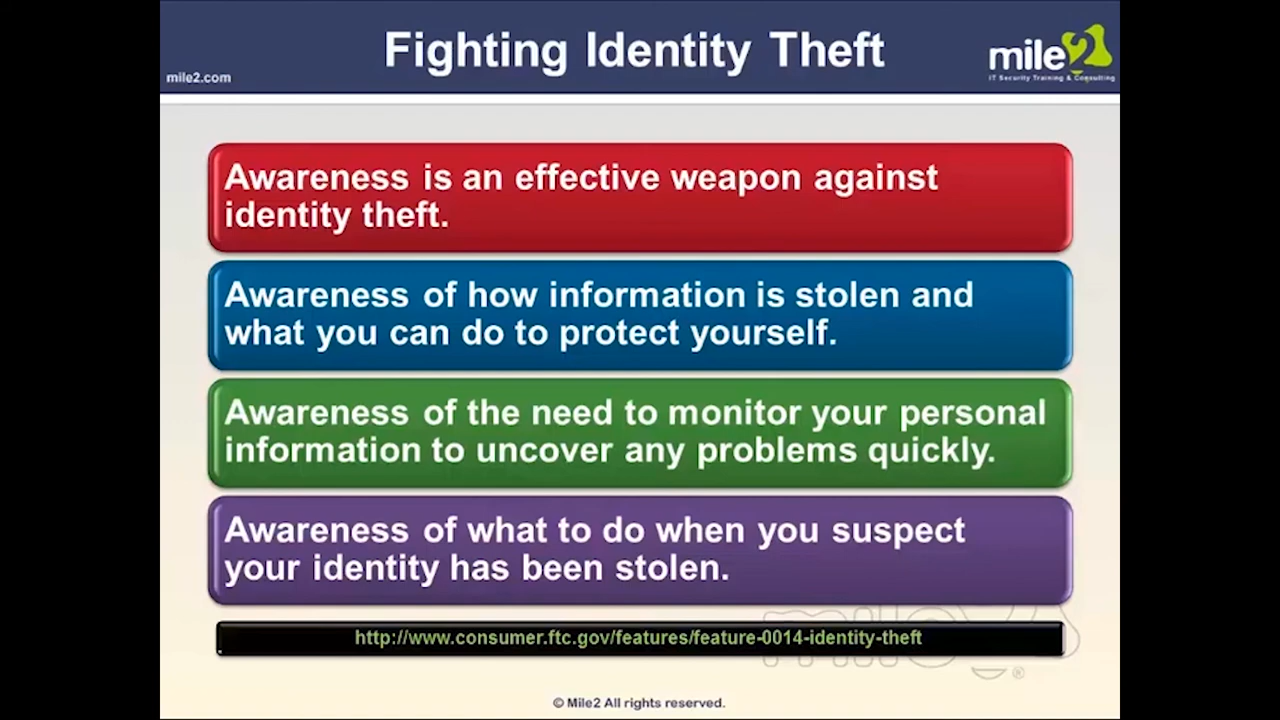 Fighting Identity Theft
mile2
IT Security Training & Consulting
mile2.com
Awareness is an effective weapon against
identity theft.
Awareness of how information is stolen and
what you can do to protect yourself.
Awareness of the need to monitor your personal
information to uncover any problems quickly.
Awareness of what to do when you suspect
your identity has been stolen.
http://www.consumer.ftc.gov/features/feature-0014-identity-theft
mile2
®
© Mile2 All rights reserved.